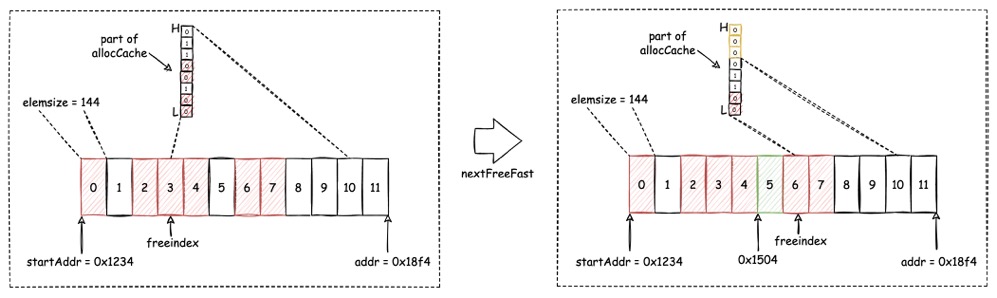 H
part of
allocCache
0
1
1
0
0
1
0
0
L
elemsize = 144
0 1 2 3 4 5 6 7 8 9 10 11
freeindex
startAddr = 0x1234
addr = 0x18f4
nextFreeFast
H
part of
allocCache
0
0
0
0
1
1
0
0
L
elemsize = 144
0 1 2 3 4 5 6 7 8 9 10 11
freeindex
startAddr = 0x1234
0x1504
addr = 0x18f4